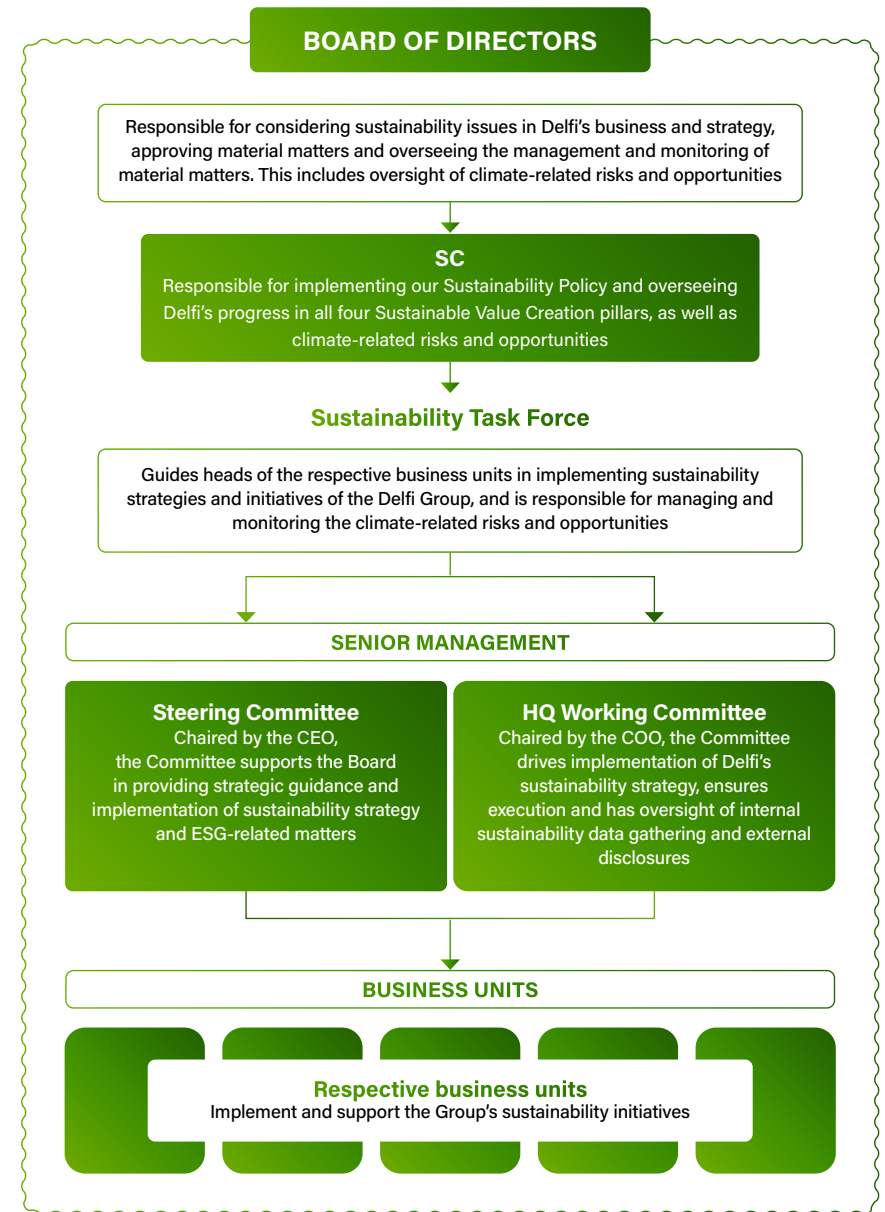 BOARD OF DIRECTORS
Responsible for considering sustainability issues in Delfi's business and strategy,
approving material matters and overseeing the management and monitoring of
material matters. This includes oversight of climate-related risks and opportunities
SC
Responsible for implementing our Sustainability Policy and overseeing
Delfi's progress in all four Sustainable Value Creation pillars, as well as
climate-related risks and opportunities
Sustainability Task Force
Guides heads of the respective business units in implementing sustainability
strategies and initiatives of the Delfi Group, and is responsible for managing and
monitoring the climate-related risks and opportunities
SENIOR MANAGEMENT
Steering Committee
Chaired by the CEO,
the Committee supports the Board
in providing strategic guidance and
implementation of sustainability strategy
and ESG-related matters
HQ Working Committee
Chaired by the COO, the Committee
drives implementation of Delfi's
sustainability strategy, ensures
execution and has oversight of internal
sustainability data gathering and external
disclosures
BUSINESS UNITS
Respective business units
Implement and support the Group's sustainability initiatives